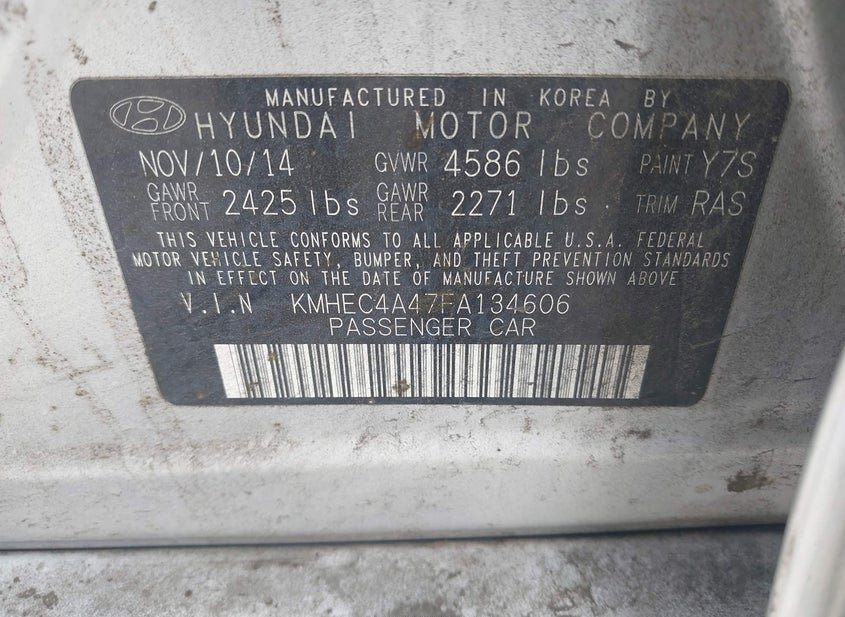 MANUFACTURED IN KOREA BY
HYUNDAI MOTOR COMPANY
NOV/10/14 GVWR 4586 lbs PAINT Y7S
GAWR FRONT 2425 lbs GAWR REAR 2271 lbs TRIM RAS
THIS VEHICLE CONFORMS TO ALL APPLICABLE U.S.A. FEDERAL
MOTOR VEHICLE SAFETY, BUMPER, AND THEFT PREVENTION STANDARDS
IN EFFECT ON THE DATE OF MANUFACTURE SHOWN ABOVE
V.I.N KMHEC4A47FA134606
PASSENGER CAR